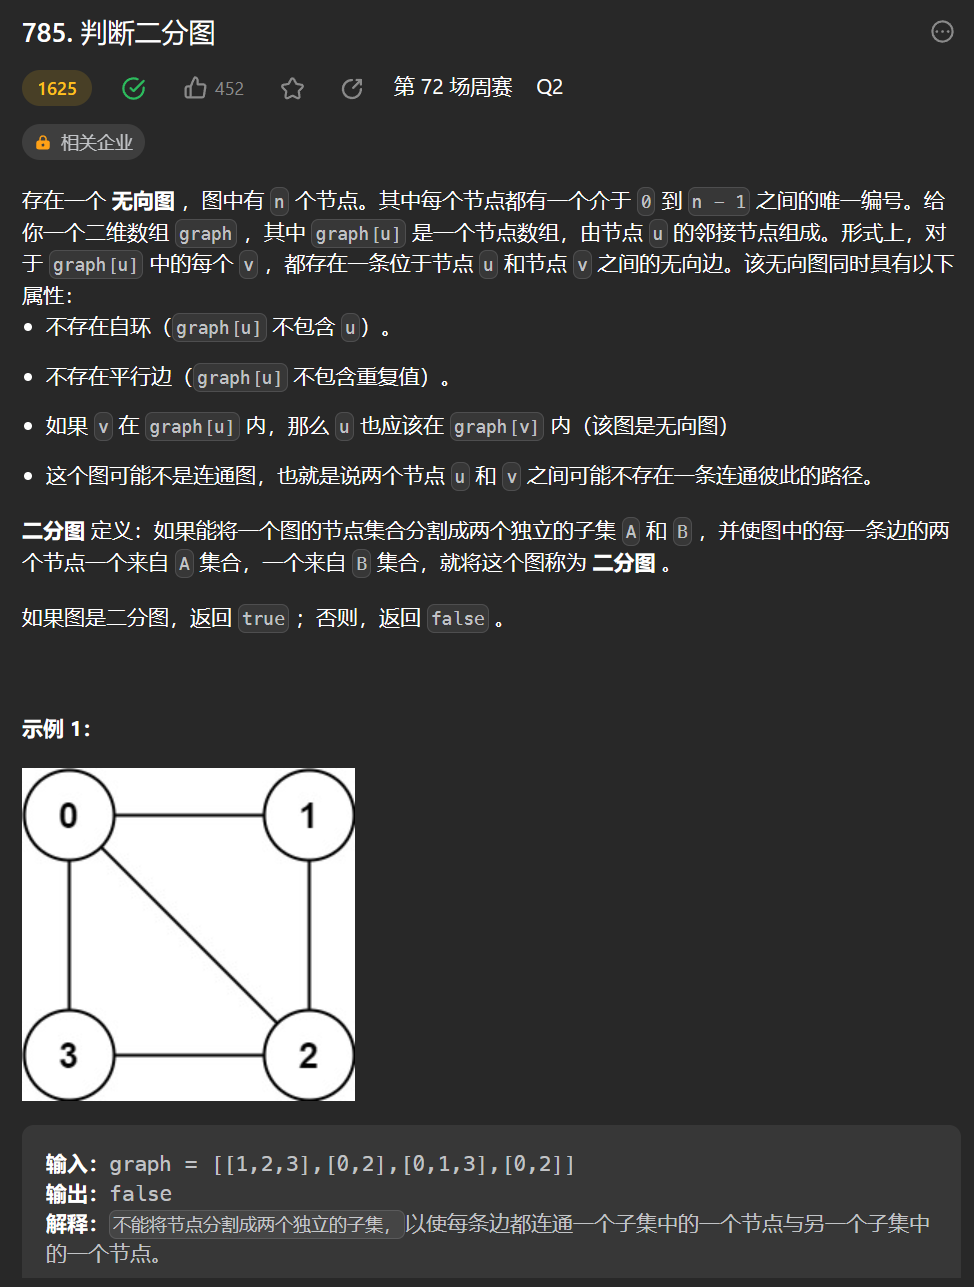 785. 判断二分图
1625 452 第 72 场周赛 Q2
相关企业
存在一个 无向图 ，图中有 n 个节点。其中每个节点都有一个介于 0 到 n - 1 之间的唯一编号。给
你一个二维数组 graph ，其中 graph[u] 是一个节点数组，由节点 u 的邻接节点组成。形式上，对
于 graph[u] 中的每个 v ，都存在一条位于节点 u 和节点 v 之间的无向边。该无向图同时具有以下
属性：
• 不存在自环（graph[u] 不包含 u）。
• 不存在平行边（graph[u] 不包含重复值）。
• 如果 v 在 graph[u] 内，那么 u 也应该在 graph[v] 内（该图是无向图）
• 这个图可能不是连通图，也就是说两个节点 u 和 v 之间可能不存在一条连通彼此的路径。
二分图 定义：如果能将一个图的节点集合分割成两个独立的子集 A 和 B ，并使图中的每一条边的两
个节点一个来自 A 集合，一个来自 B 集合，就将这个图称为 二分图 。
如果图是二分图，返回 true ；否则，返回 false 。
示例 1：
0 1
3 2
输入：graph = [[1,2,3],[0,2],[0,1,3],[0,2]]
输出：false
解释：不能将节点分割成两个独立的子集，以使每条边都连通一个子集中的一个节点与另一个子集中
的一个节点。